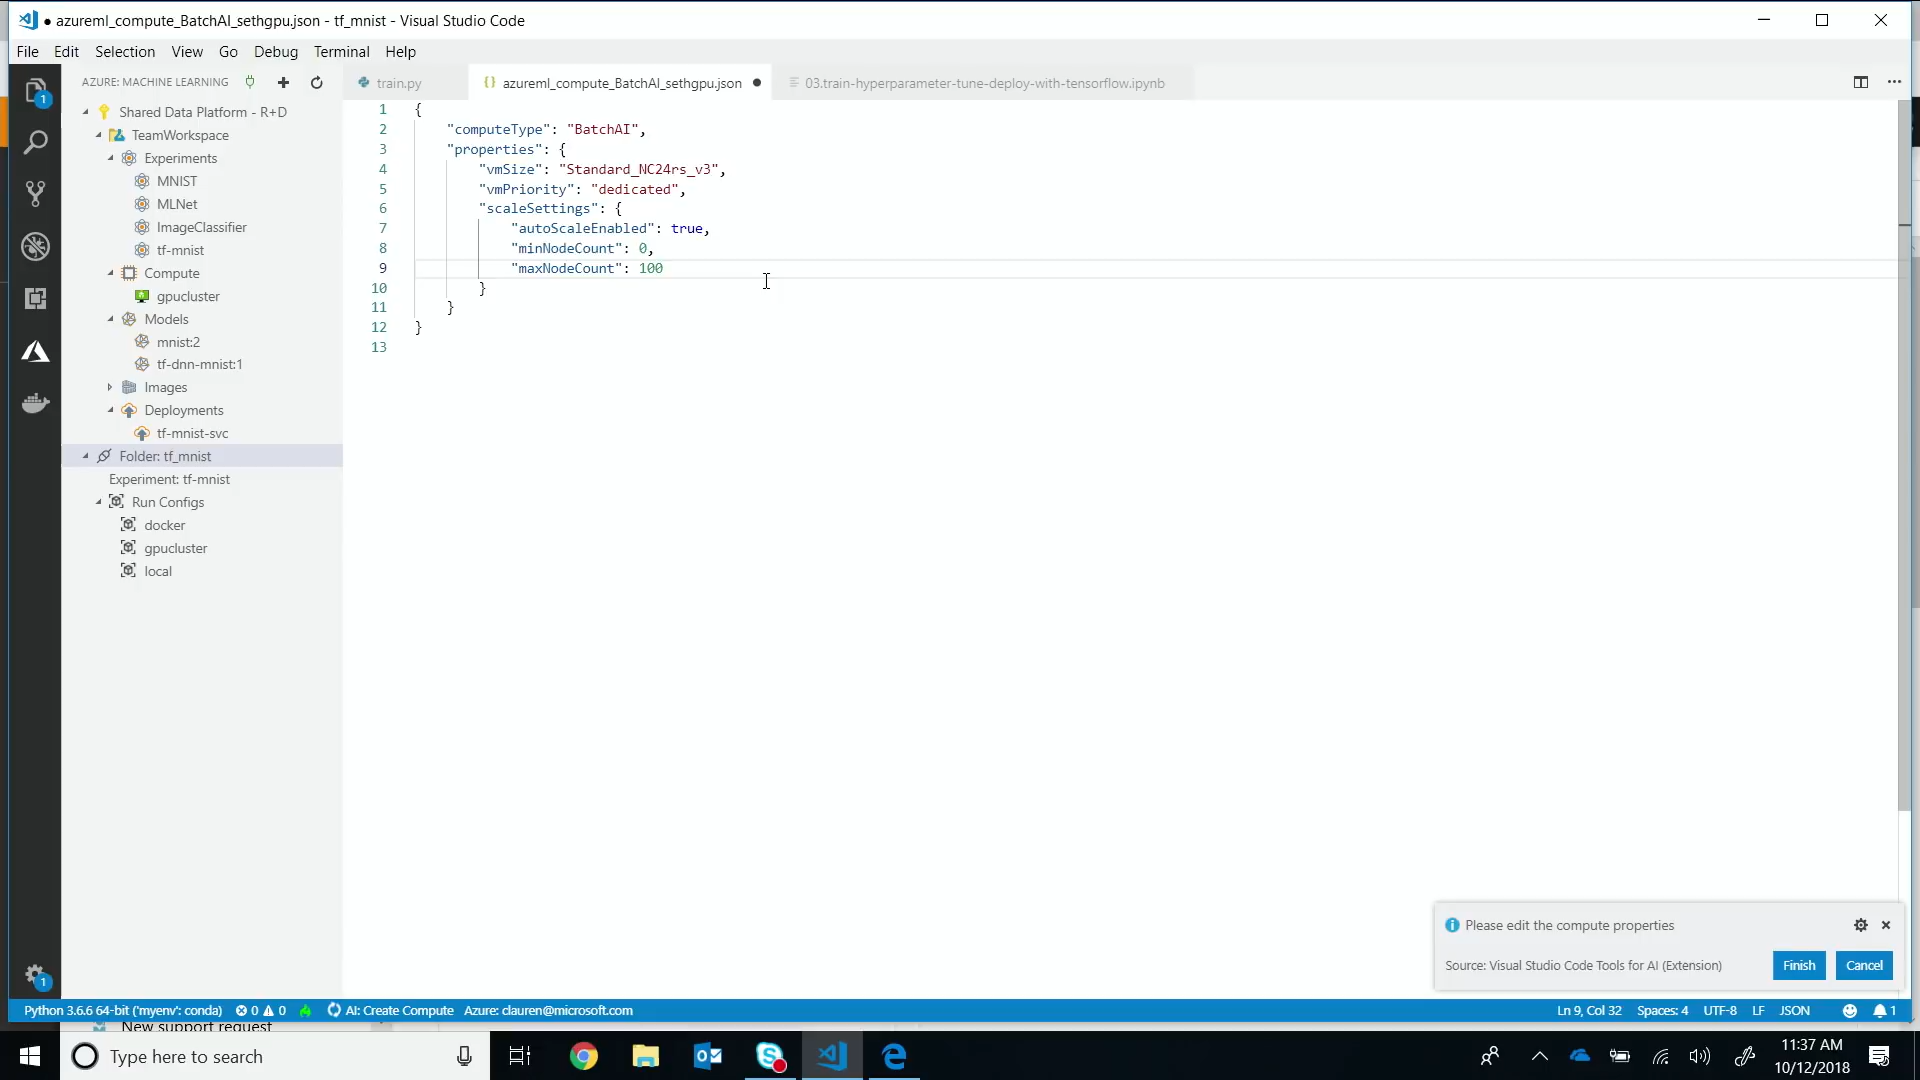 ● azureml_compute_BatchAI_sethgpu.json - tf_mnist - Visual Studio Code
File Edit Selection View Go Debug Terminal Help
AZURE: MACHINE LEARNING
train.py
{} azureml_compute_BatchAI_sethgpu.json ●
03.train-hyperparameter-tune-deploy-with-tensorflow.ipynb
Shared Data Platform - R+D
TeamWorkspace
Experiments
MNIST
MLNet
ImageClassifier
tf-mnist
Compute
gpucluster
Models
mnist:2
tf-dnn-mnist:1
Images
Deployments
tf-mnist-svc
Folder: tf_mnist
Experiment: tf-mnist
Run Configs
docker
gpucluster
local
1 {
2 "computeType": "BatchAI",
3 "properties": {
4 "vmSize": "Standard_NC24rs_v3",
5 "vmPriority": "dedicated",
6 "scaleSettings": {
7 "autoScaleEnabled": true,
8 "minNodeCount": 0,
9 "maxNodeCount": 100
10 }
11 }
12 }
13
1
1
Please edit the compute properties
Source: Visual Studio Code Tools for AI (Extension)
Finish
Cancel
Python 3.6.6 64-bit ('myenv': conda) 0 0 AI: Create Compute Azure: clauren@microsoft.com
Ln 9, Col 32 Spaces: 4 UTF-8 LF JSON 1
New support request
Type here to search
11:37 AM
10/12/2018